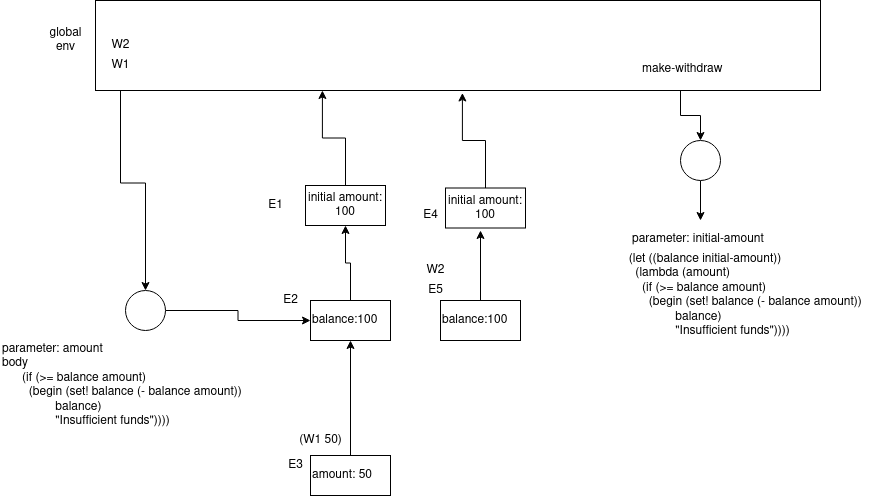 global
env
W2
W1
make-withdraw
E1
initial amount:
100
E4
initial amount:
100
parameter: initial-amount
(let ((balance initial-amount))
(lambda (amount)
(if (>= balance amount)
(begin (set! balance (- balance amount))
balance)
"Insufficient funds"))))
W2
E5
balance:100
E2
balance:100
parameter: amount
body
(if (>= balance amount)
(begin (set! balance (- balance amount))
balance)
"Insufficient funds"))))
(W1 50)
E3
amount: 50